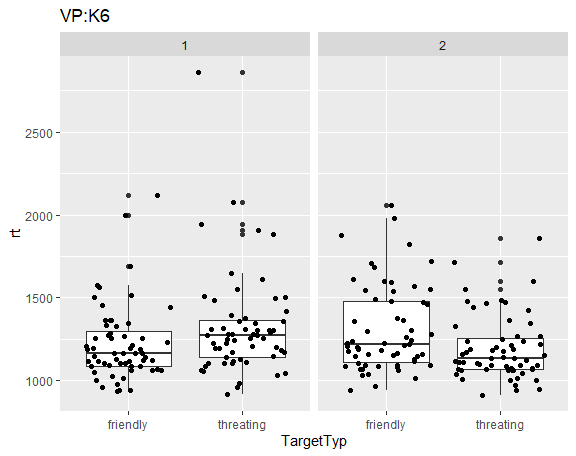 VP:K6
1
2
2500
2000
1500
1000
rt
friendly
threating
friendly
threating
TargetTyp